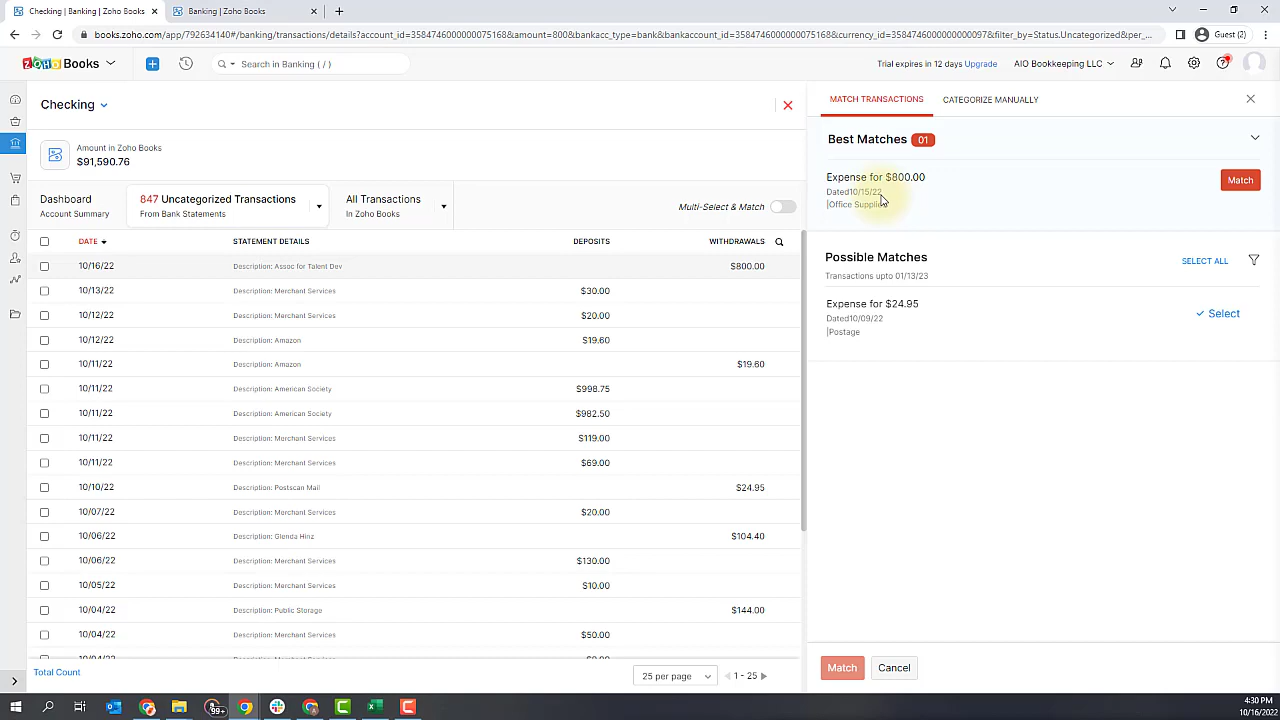 Checking | Banking | Zoho Books
Banking | Zoho Books
books.zoho.com/app/792634140#/banking/transactions/details?account_id=3584746000000075168&amount=800&bankacc_type=bank&bankaccount_id=3584746000000075168&currency_id=3584746000000000097&filter_by=Status.Uncategorized&per_...
Guest (2)
ZOHO Books
Search in Banking ( / )
Trial expires in 12 days Upgrade
AIO Bookkeeping LLC
Checking
Amount in Zoho Books
$91,590.76
Dashboard
Account Summary
847 Uncategorized Transactions
From Bank Statements
All Transactions
In Zoho Books
Multi-Select & Match
DATE STATEMENT DETAILS DEPOSITS WITHDRAWALS
10/16/22 Description: Assoc for Talent Dev $800.00
10/13/22 Description: Merchant Services $30.00
10/12/22 Description: Merchant Services $20.00
10/12/22 Description: Amazon $19.60
10/11/22 Description: Amazon $19.60
10/11/22 Description: American Society $998.75
10/11/22 Description: American Society $982.50
10/11/22 Description: Merchant Services $119.00
10/11/22 Description: Merchant Services $69.00
10/10/22 Description: Postscan Mail $24.95
10/07/22 Description: Merchant Services $20.00
10/06/22 Description: Glenda Hinz $104.40
10/06/22 Description: Merchant Services $130.00
10/05/22 Description: Merchant Services $10.00
10/04/22 Description: Public Storage $144.00
10/04/22 Description: Merchant Services $50.00
Total Count
25 per page
1 - 25
MATCH TRANSACTIONS
CATEGORIZE MANUALLY
Best Matches 01
Expense for $800.00
Dated10/15/22
|Office Supplies
Match
Possible Matches
Transactions upto 01/13/23
SELECT ALL
Expense for $24.95
Dated10/09/22
|Postage
Select
Match
Cancel
99+
4:30 PM
10/16/2022